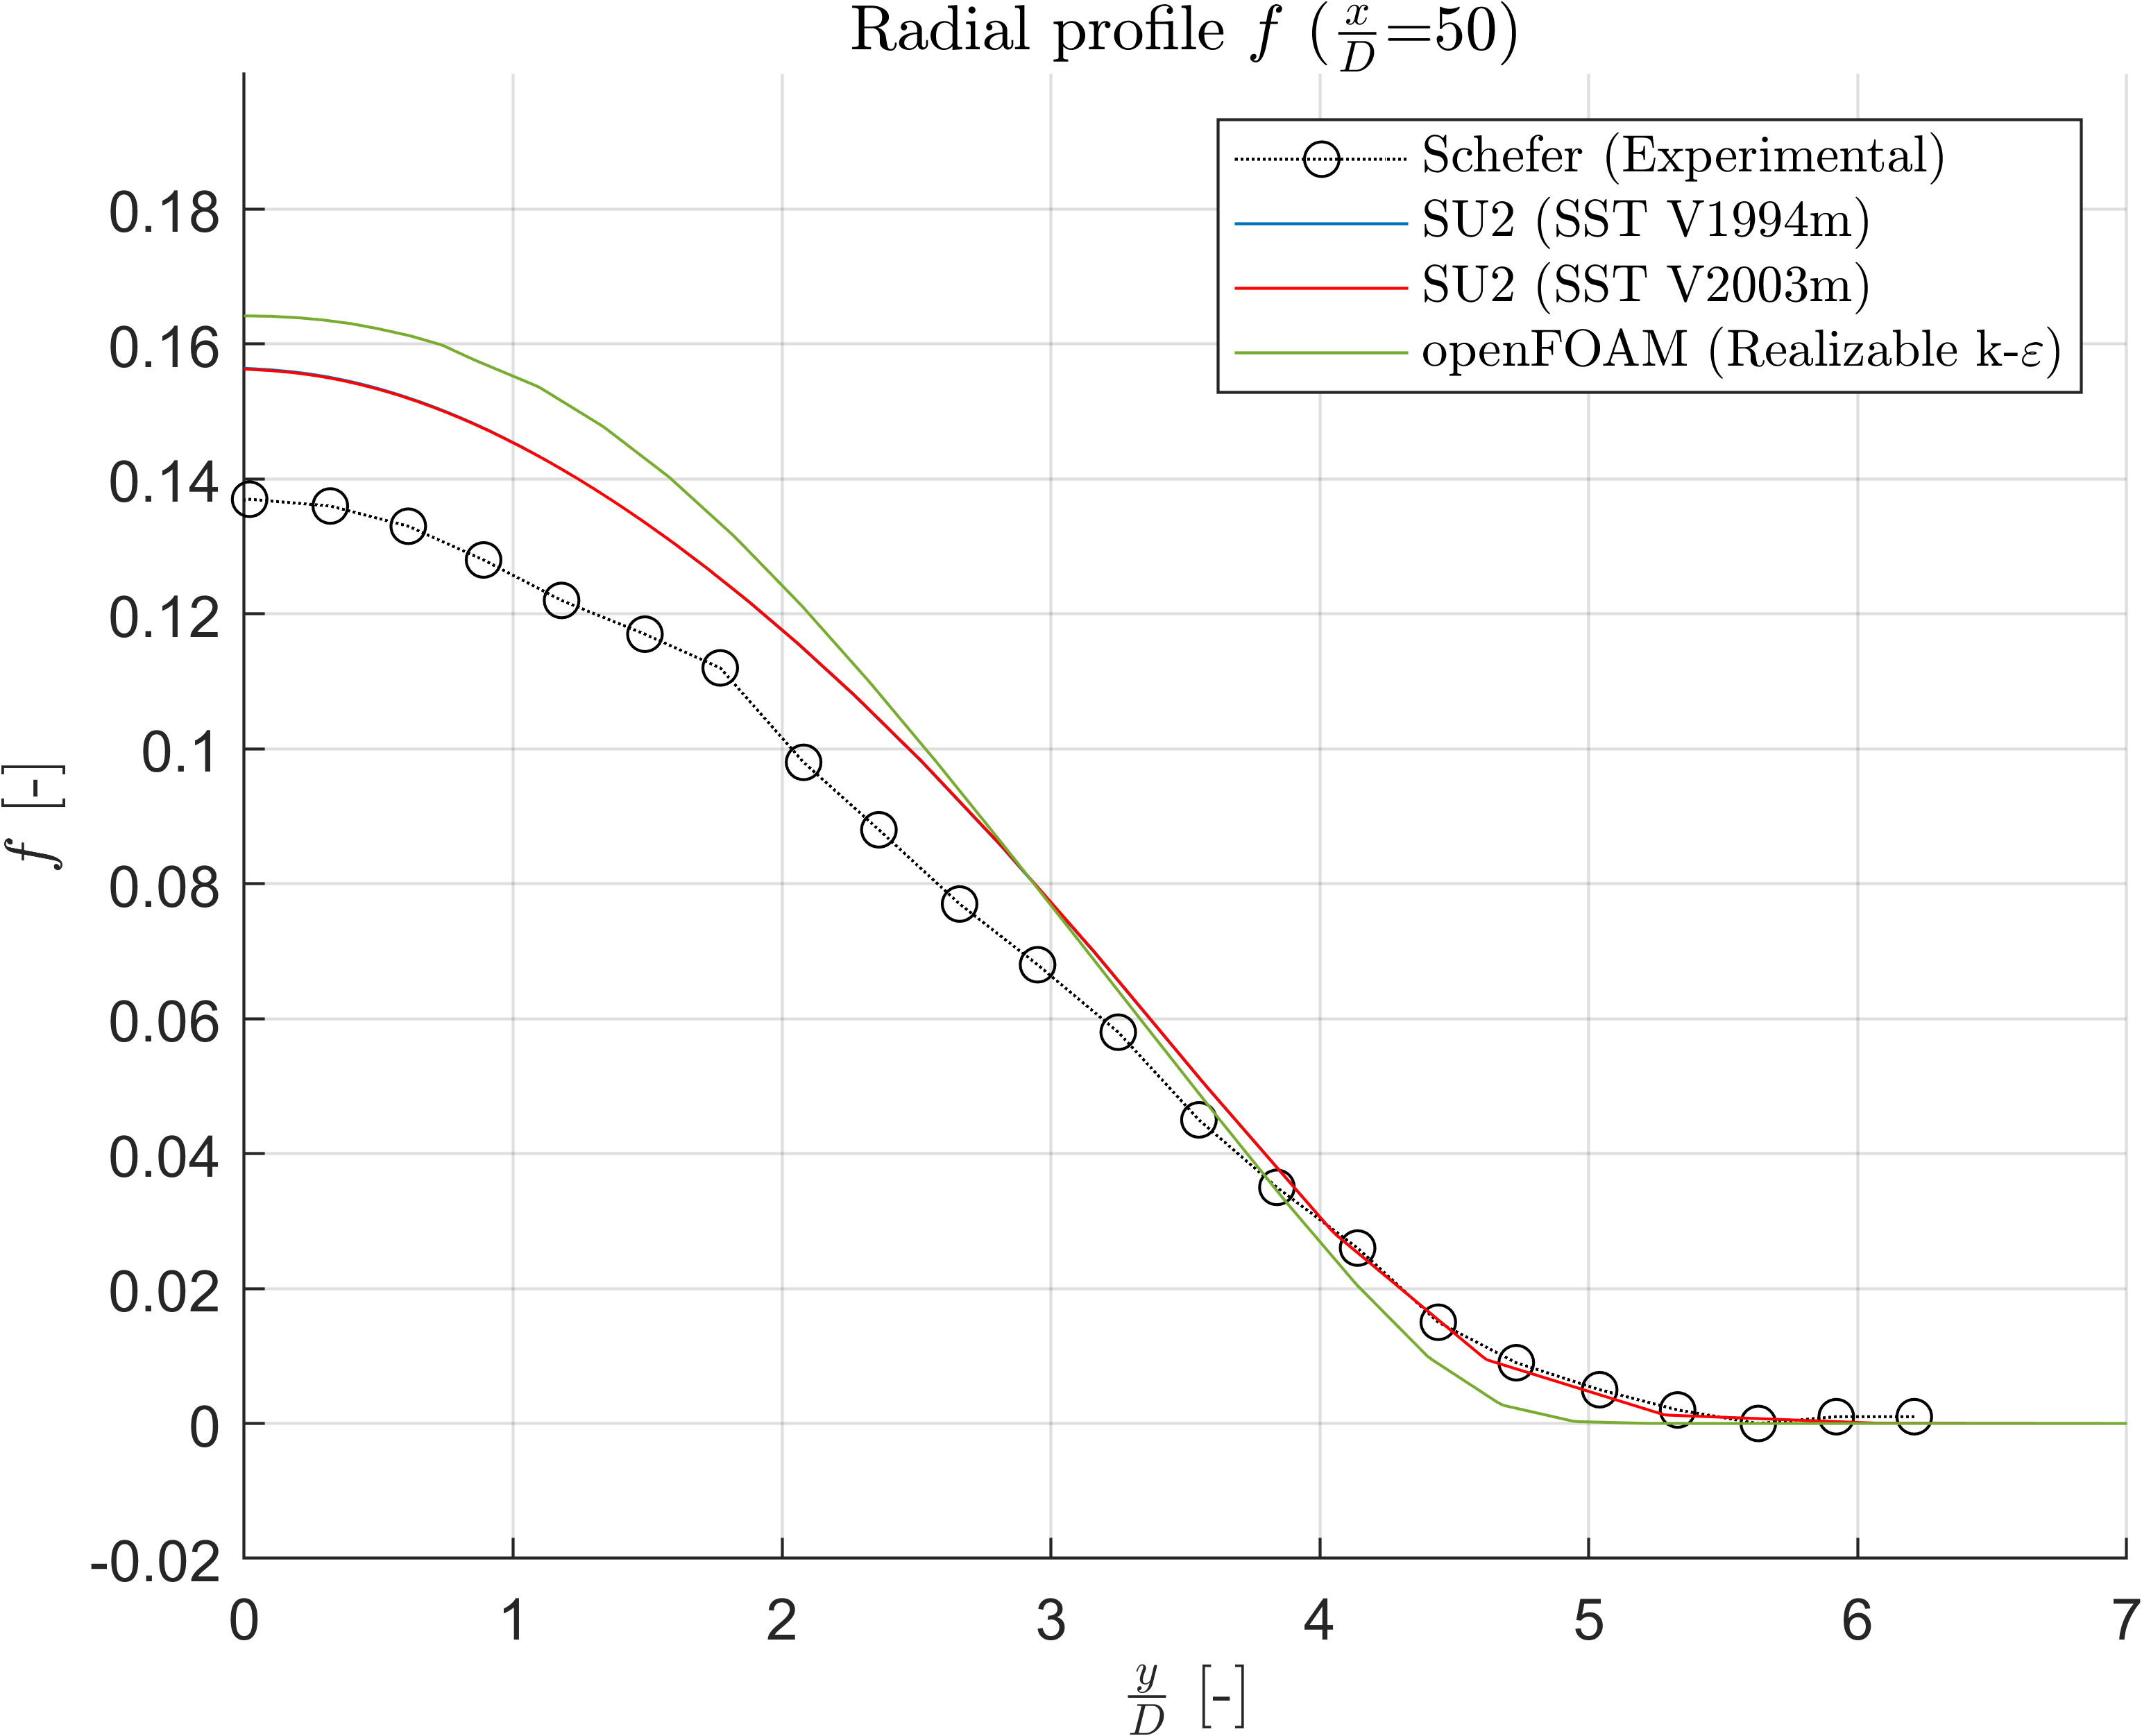 Radial profile f (x/D=50)
Schefer (Experimental)
SU2 (SST V1994m)
SU2 (SST V2003m)
openFOAM (Realizable k-ε)
0.18
0.16
0.14
0.12
0.1
0.08
0.06
0.04
0.02
0
-0.02
f [-]
0 1 2 3 4 5 6 7
y/D [-]